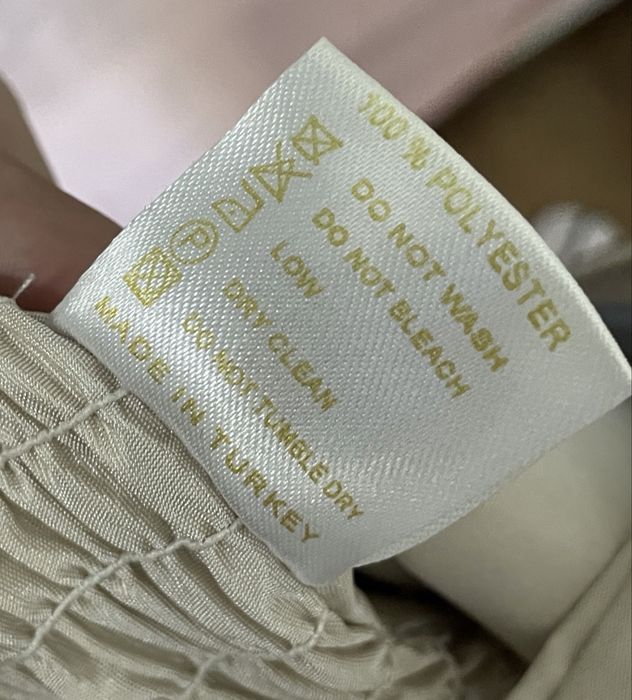 100 % POLYESTER
DO NOT WASH
DO NOT BLEACH
LOW
P DRY CLEAN
DO NOT TUMBLE DRY
MADE IN TURKEY